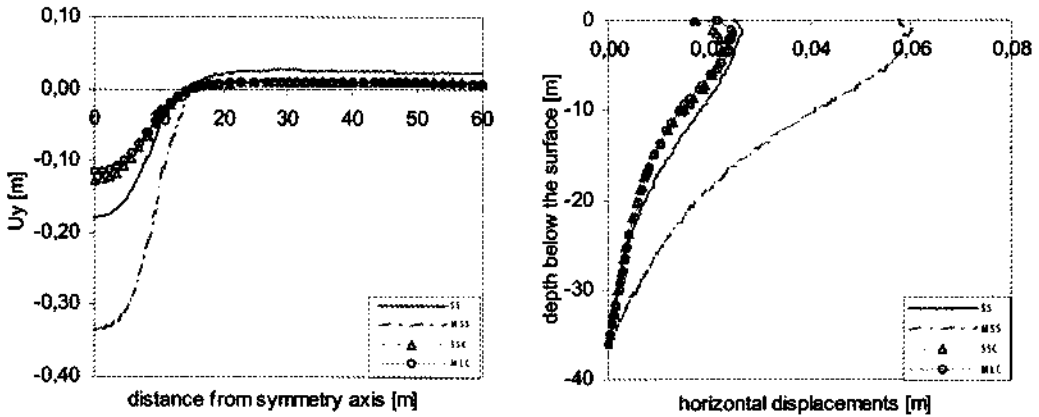 0,10
0,00
-0,10
-0,20
-0,30
-0,40
Uy [m]
0 20 30 40 50 60
SS
MSS
SSC
MLC
distance from symmetry axis [m]
0
-10
-20
-30
-40
depth below the surface [m]
0,00 0,02 0,04 0,06 0,08
SS
MSS
SSC
MLC
horizontal displacements [m]